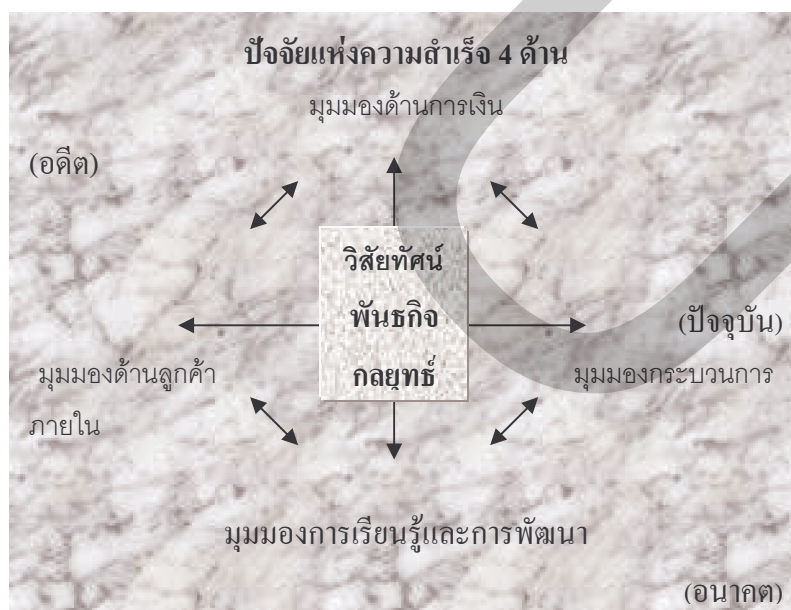 ปัจจัยแห่งความสำเร็จ 4 ด้าน
มุมมองด้านการเงิน
(อดีต)
วิสัยทัศน์
พันธกิจ
กลยุทธ์
(ปัจจุบัน)
มุมมองด้านลูกค้า มุมมองกระบวนการ
ภายใน
มุมมองการเรียนรู้และการพัฒนา
(อนาคต)